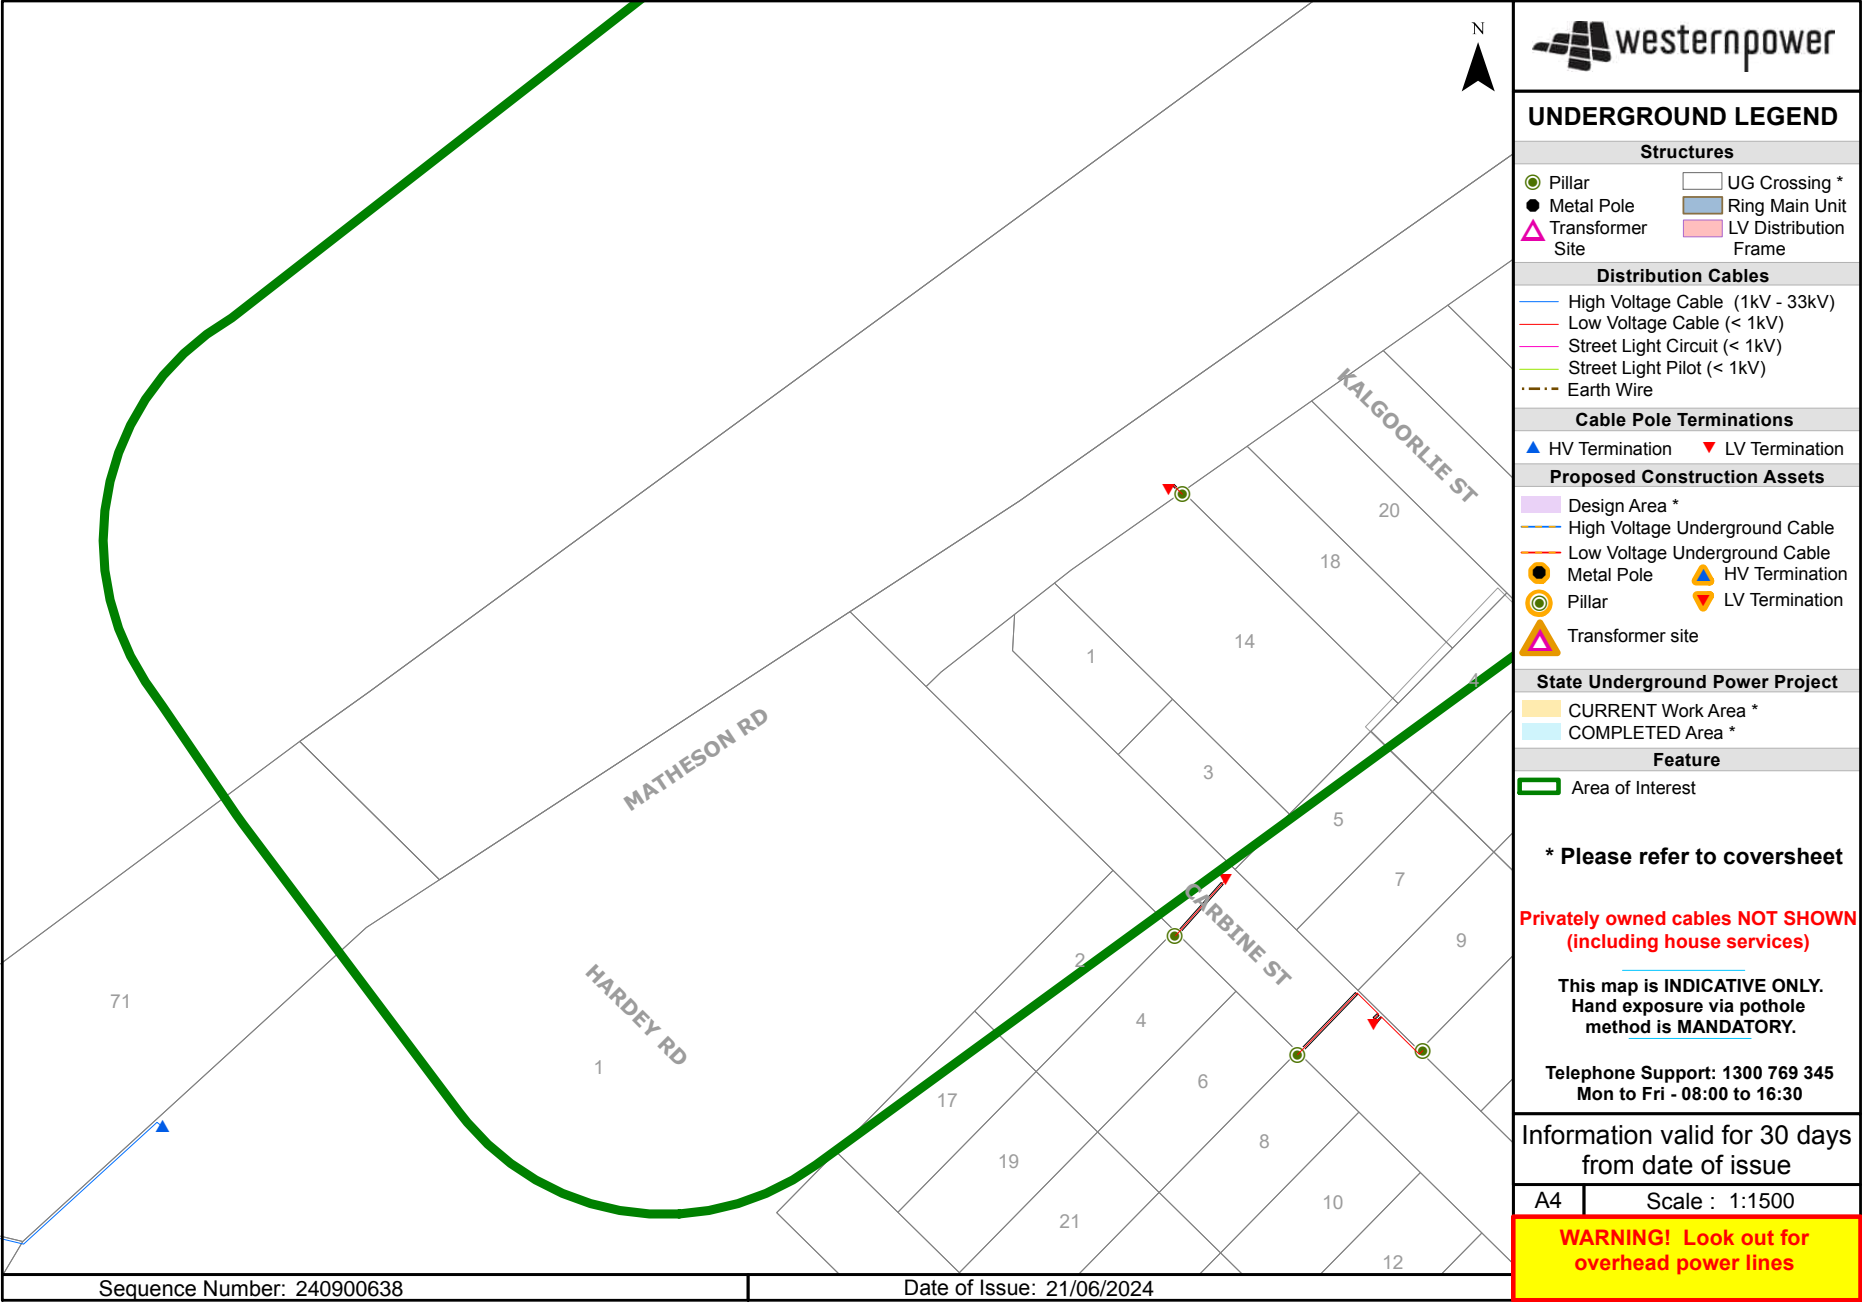 N
KALGOORLIE ST
20
18
14
1
4
MATHESON RD
3
5
7
CARBINE ST
9
2
71
HARDEY RD
4
1
6
17
8
19
10
21
12
Sequence Number: 240900638
Date of Issue: 21/06/2024
westernpower
UNDERGROUND LEGEND
Structures
Pillar
UG Crossing *
Metal Pole
Ring Main Unit
Transformer
Site
LV Distribution
Frame
Distribution Cables
High Voltage Cable (1kV - 33kV)
Low Voltage Cable (< 1kV)
Street Light Circuit (< 1kV)
Street Light Pilot (< 1kV)
Earth Wire
Cable Pole Terminations
HV Termination
LV Termination
Proposed Construction Assets
Design Area *
High Voltage Underground Cable
Low Voltage Underground Cable
Metal Pole
HV Termination
Pillar
LV Termination
Transformer site
State Underground Power Project
CURRENT Work Area *
COMPLETED Area *
Feature
Area of Interest
* Please refer to coversheet
Privately owned cables NOT SHOWN
(including house services)
This map is INDICATIVE ONLY.
Hand exposure via pothole
method is MANDATORY.
Telephone Support: 1300 769 345
Mon to Fri - 08:00 to 16:30
Information valid for 30 days
from date of issue
A4
Scale : 1:1500
WARNING! Look out for
overhead power lines